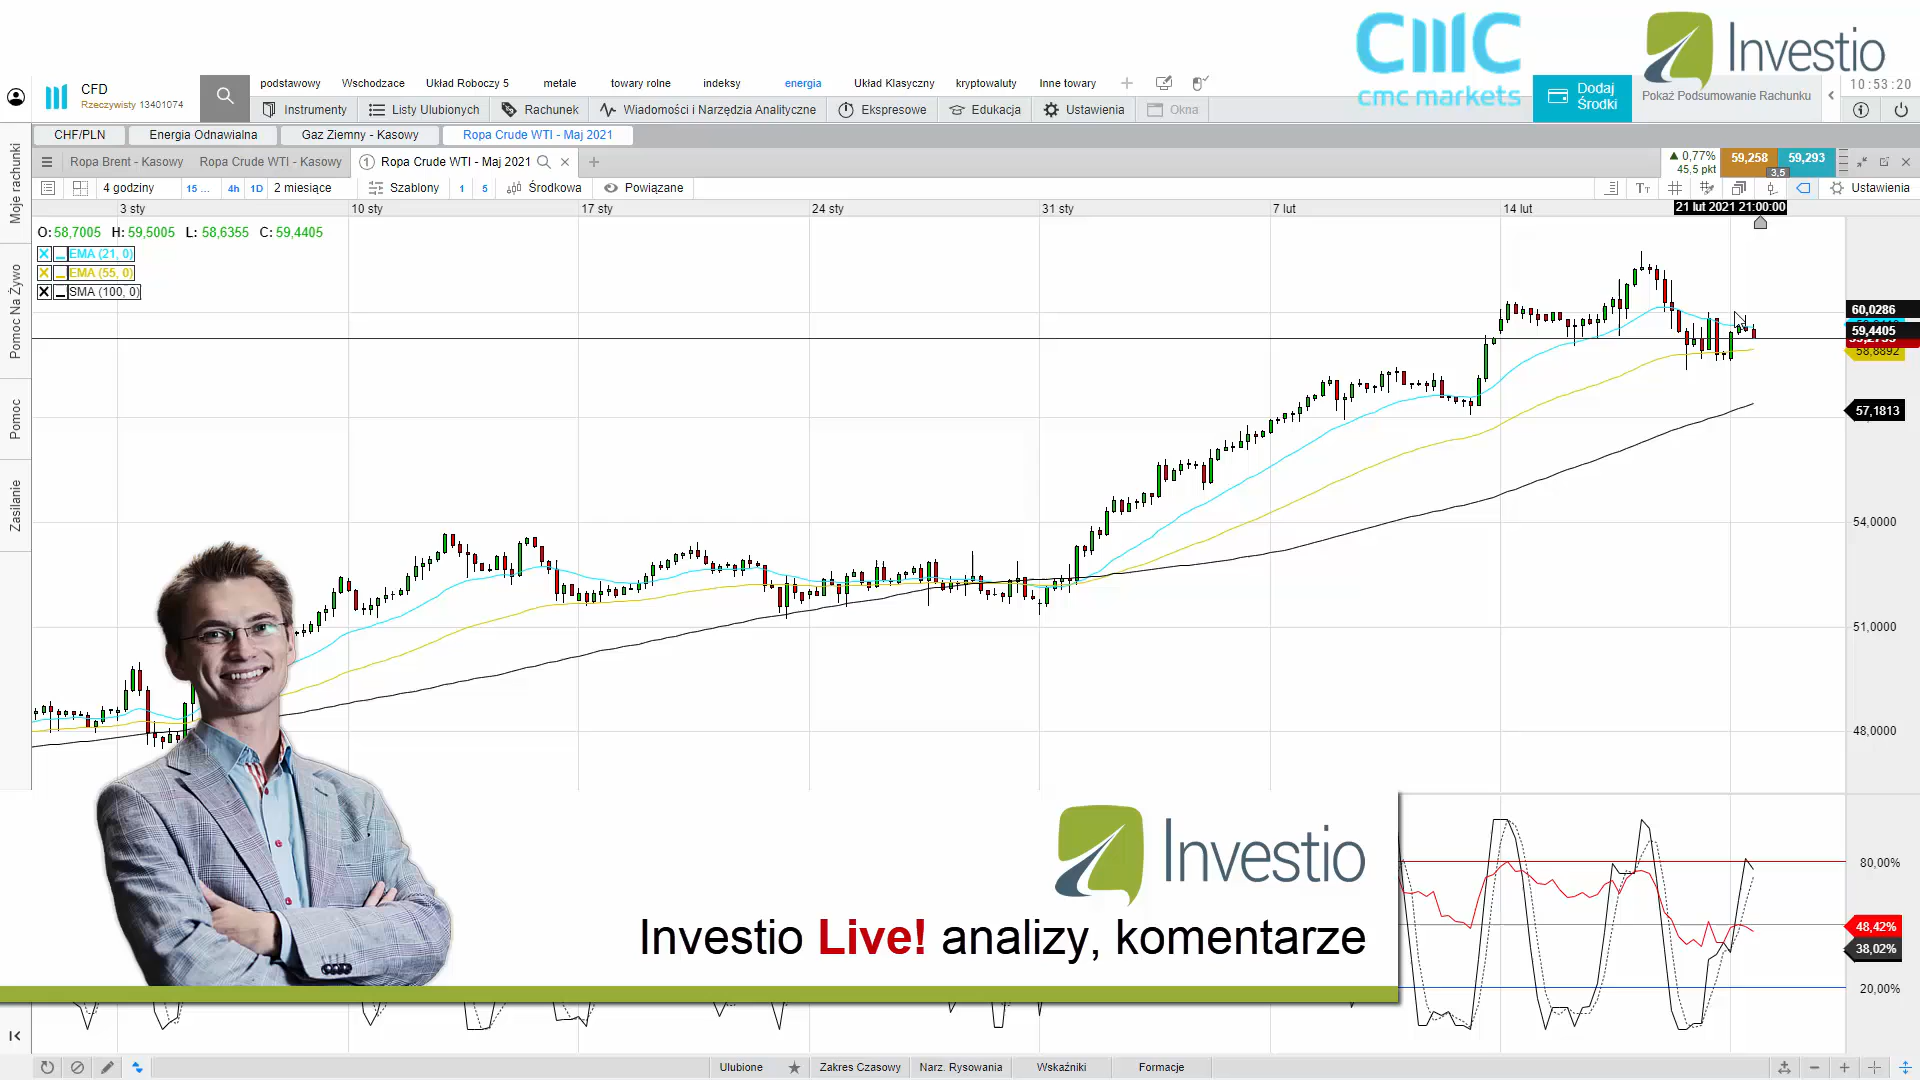 cmc markets
Investio
CFD
Rzeczywisty 13401074
podstawowy Wschodzące Układ Roboczy 5 metale towary rolne indeksy energia Układ Klasyczny kryptowaluty Inne towary
Instrumenty Listy Ulubionych Rachunek Wiadomości i Narzędzia Analityczne Ekspresowe Edukacja Ustawienia Okna
Dodaj Środki
Pokaż Podsumowanie Rachunku
10:53:20
CHF/PLN Energia Odnawialna Gaz Ziemny - Kasowy Ropa Crude WTI - Maj 2021
Ropa Brent - Kasowy Ropa Crude WTI - Kasowy 1 Ropa Crude WTI - Maj 2021
0,77%
45,5 pkt
59,258 59,293
3,5
4 godziny 15 ... 4h 1D 2 miesiące Szablony 1 5 Środkowa Powiązane
Ustawienia
3 sty 10 sty 17 sty 24 sty 31 sty 7 lut 14 lut
21 lut 2021 21:00:00
O: 58,7005 H: 59,5005 L: 58,6355 C: 59,4405
EMA (21, 0)
EMA (55, 0)
SMA (100, 0)
Moje rachunki
Pomoc Na Żywo
Pomoc
Zasilanie
60,0286
59,4405
58,8892
57,1813
54,0000
51,0000
48,0000
80,00%
48,42%
38,02%
20,00%
Investio
Investio Live! analizy, komentarze
Ulubione Zakres Czasowy Narz. Rysowania Wskaźniki Formacje